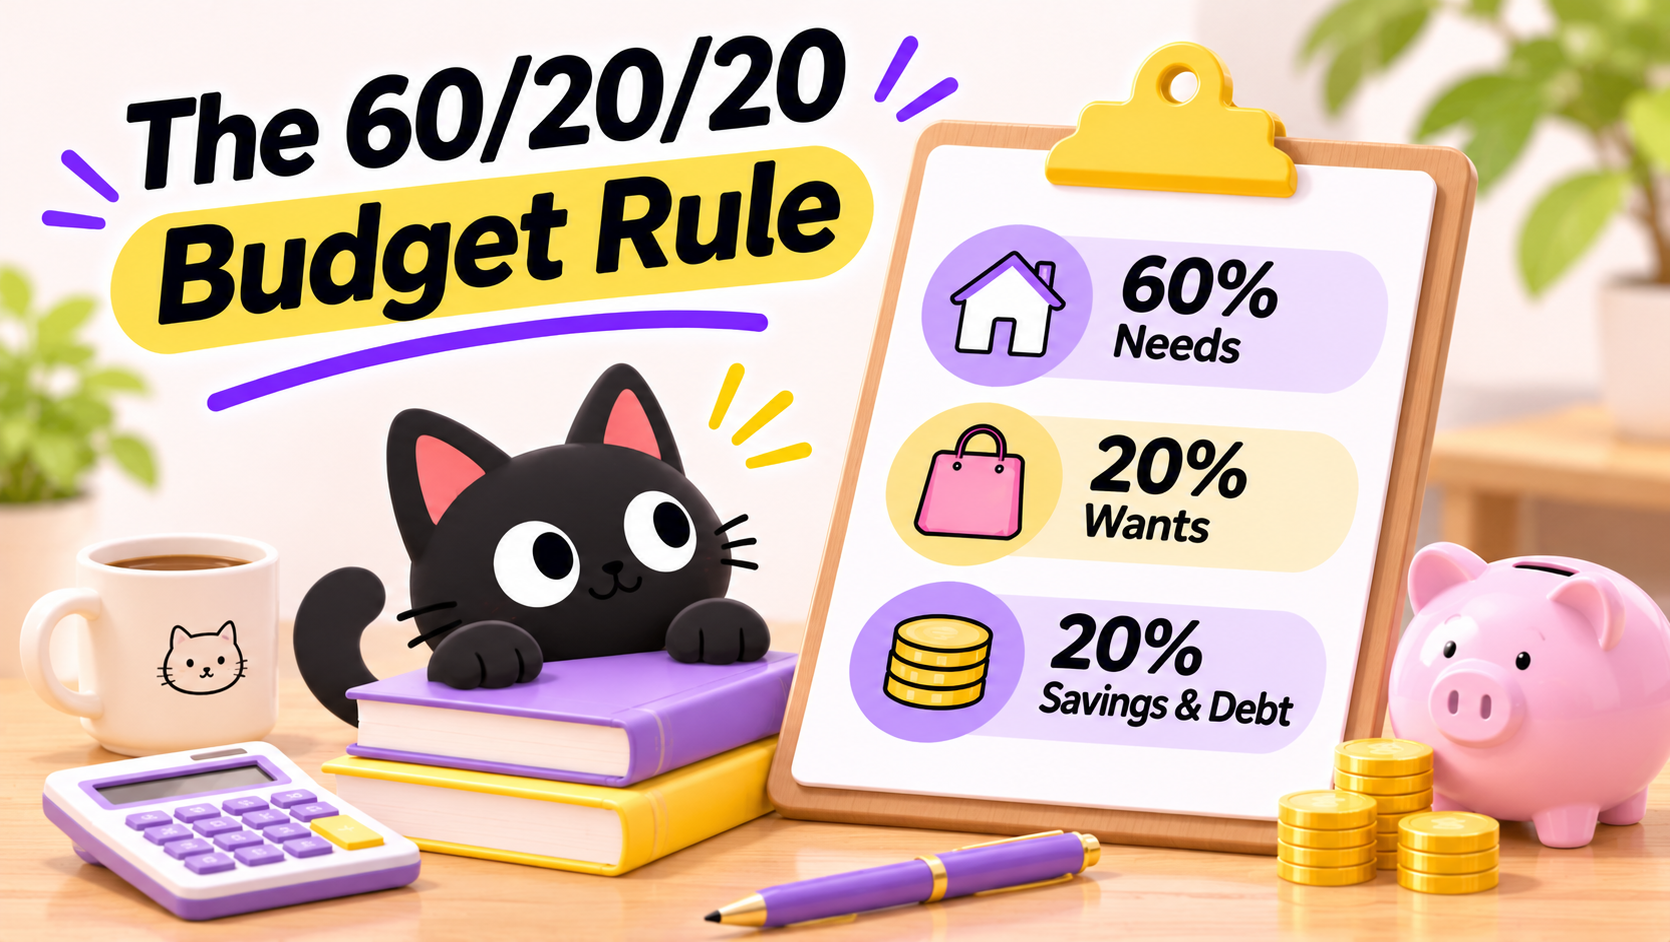 The 60/20/20
Budget Rule
60%
Needs
20%
Wants
20%
Savings & Debt